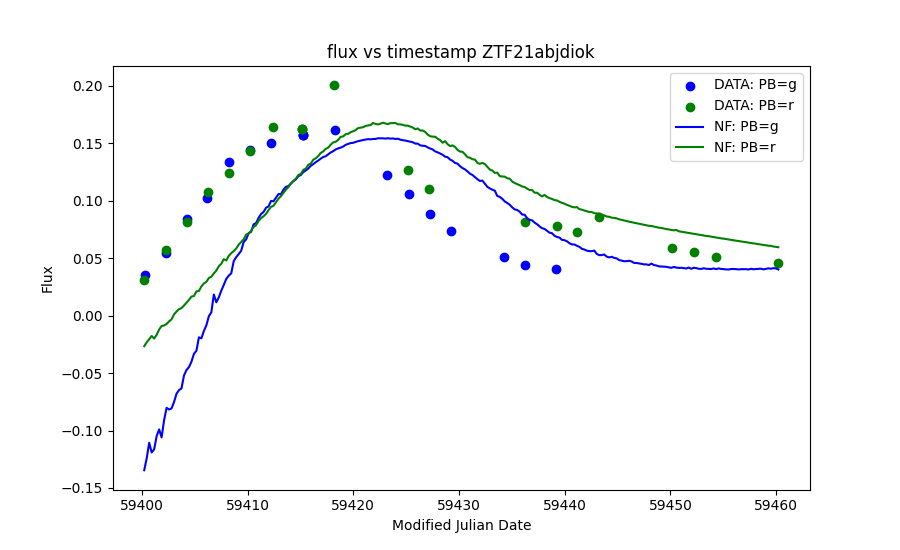 flux vs timestamp ZTF21abjdiok
DATA: PB=g
DATA: PB=r
NF: PB=g
NF: PB=r
0.20
0.15
0.10
0.05
0.00
−0.05
−0.10
−0.15
Flux
59400 59410 59420 59430 59440 59450 59460
Modified Julian Date